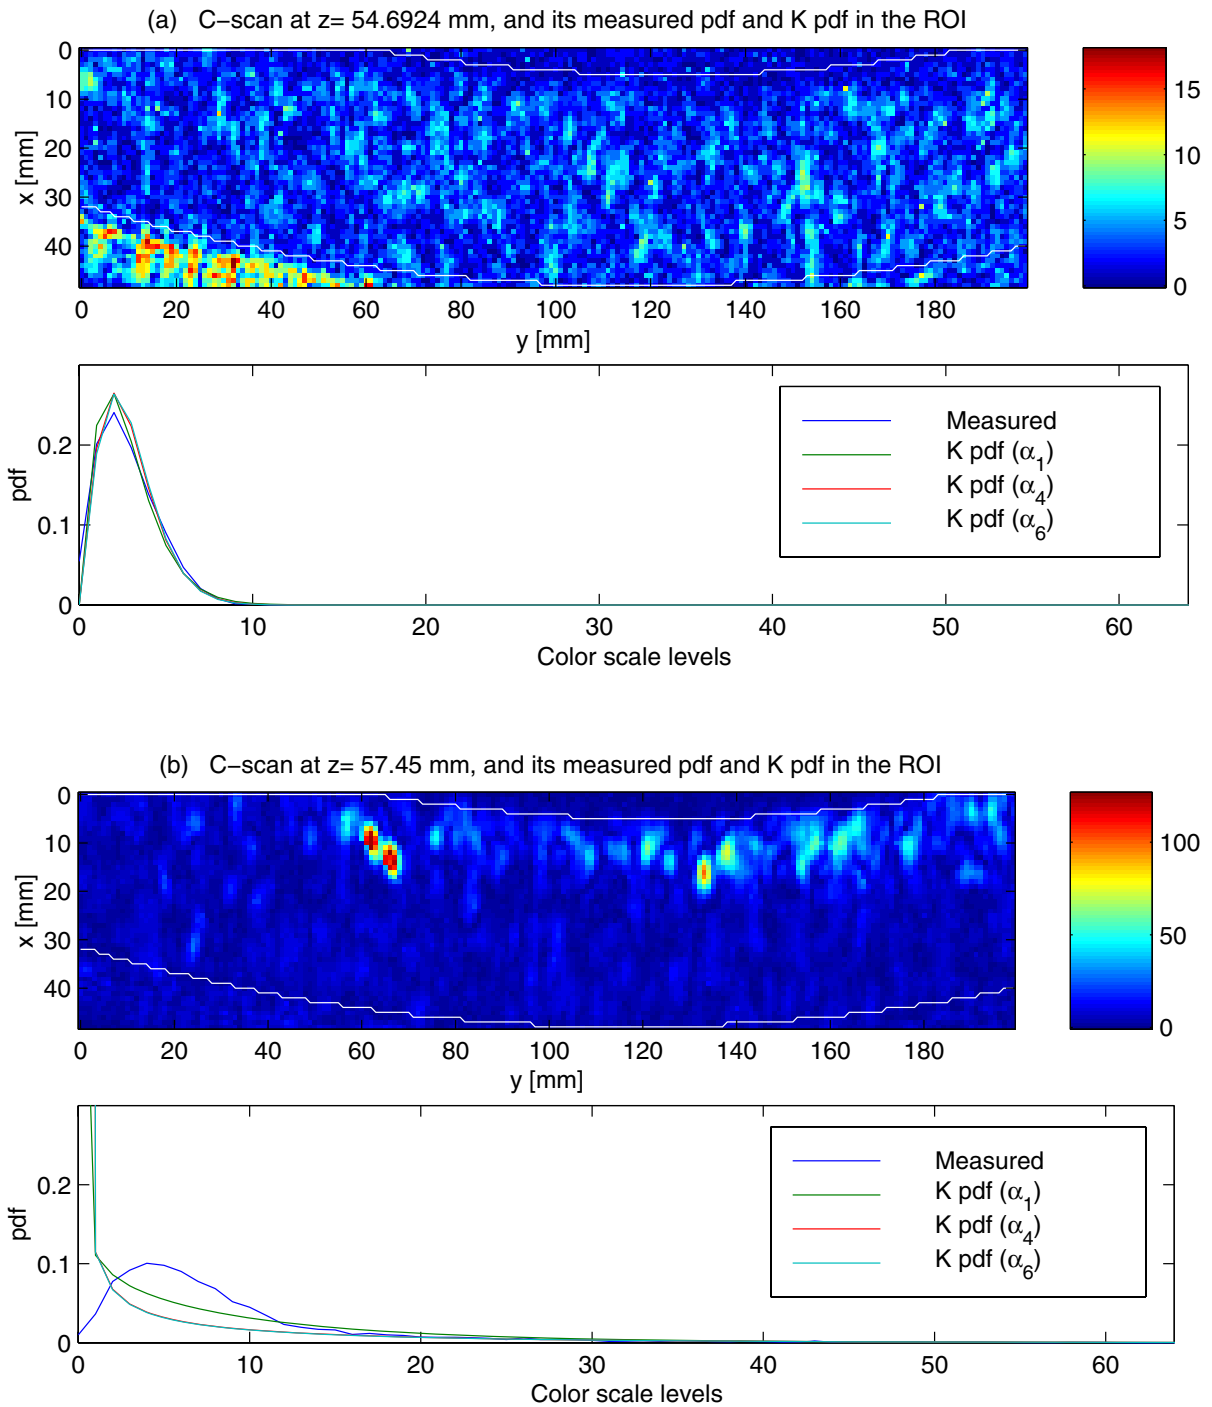 (a) C−scan at z= 54.6924 mm, and its measured pdf and K pdf in the ROI
0
10
20
30
40
x [mm]
0 20 40 60 80 100 120 140 160 180
y [mm]
15
10
5
0
0.2
0.1
0
pdf
0 10 20 30 40 50 60
Color scale levels
Measured
K pdf (α1)
K pdf (α4)
K pdf (α6)
(b) C−scan at z= 57.45 mm, and its measured pdf and K pdf in the ROI
0
10
20
30
40
x [mm]
0 20 40 60 80 100 120 140 160 180
y [mm]
100
50
0
0.2
0.1
0
pdf
0 10 20 30 40 50 60
Color scale levels
Measured
K pdf (α1)
K pdf (α4)
K pdf (α6)